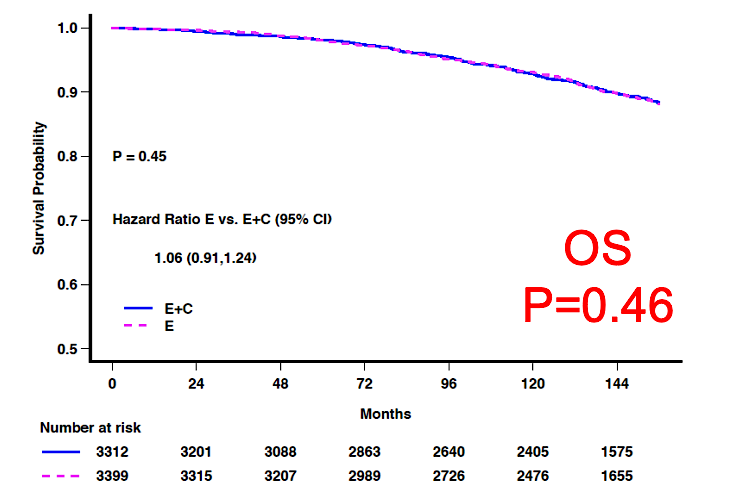 1.0
0.9
0.8
0.7
0.6
0.5
Survival Probability
P = 0.45
Hazard Ratio E vs. E+C (95% CI)
1.06 (0.91,1.24)
E+C
E
OS
P=0.46
0 24 48 72 96 120 144
Months
Number at risk
3312 3201 3088 2863 2640 2405 1575
3399 3315 3207 2989 2726 2476 1655